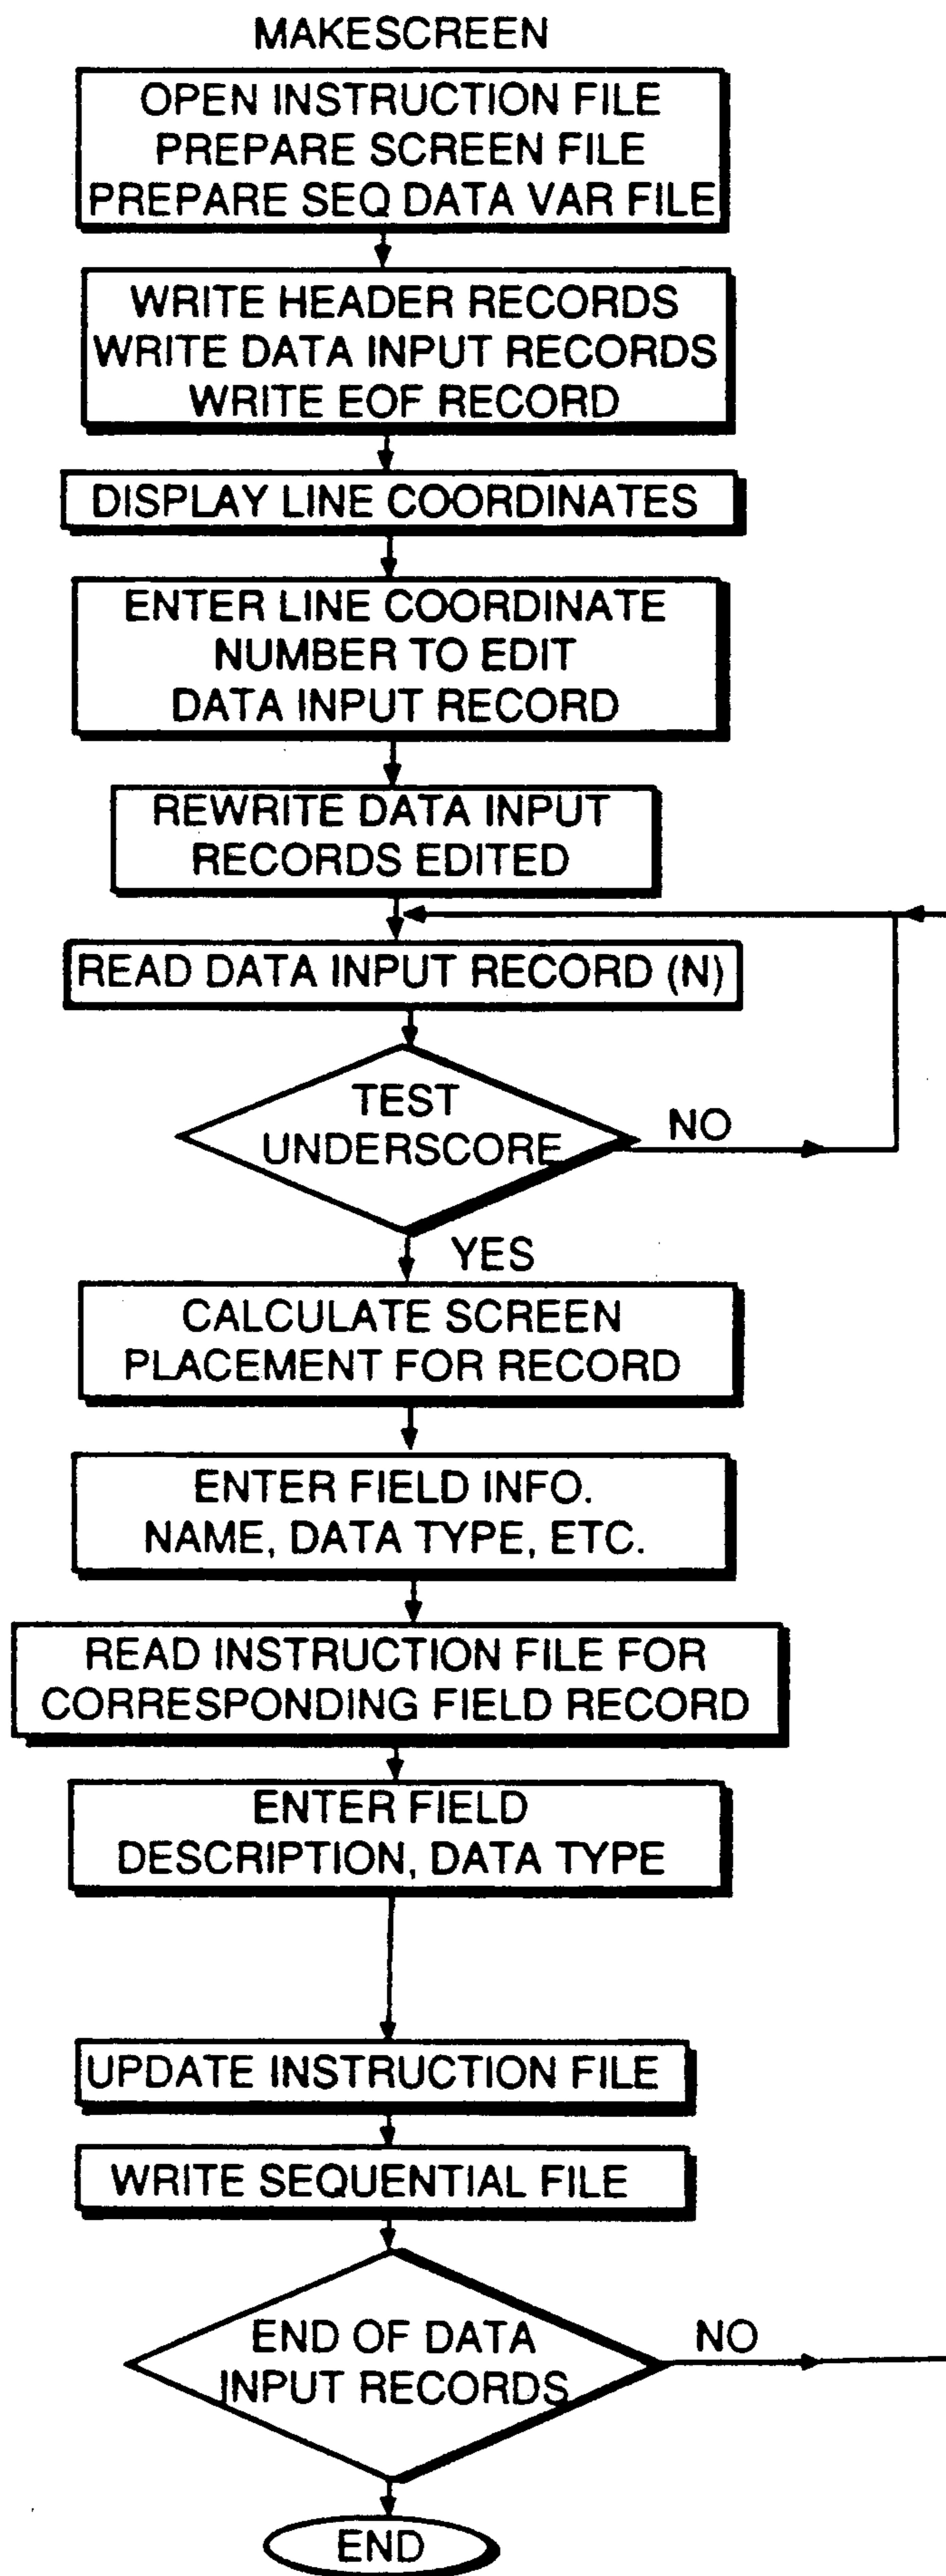 MAKESCREEN
OPEN INSTRUCTION FILE
PREPARE SCREEN FILE
PREPARE SEQ DATA VAR FILE
WRITE HEADER RECORDS
WRITE DATA INPUT RECORDS
WRITE EOF RECORD
DISPLAY LINE COORDINATES
ENTER LINE COORDINATE
NUMBER TO EDIT
DATA INPUT RECORD
REWRITE DATA INPUT
RECORDS EDITED
READ DATA INPUT RECORD (N)
TEST
UNDERSCORE
NO
YES
CALCULATE SCREEN
PLACEMENT FOR RECORD
ENTER FIELD INFO.
NAME, DATA TYPE, ETC.
READ INSTRUCTION FILE FOR
CORRESPONDING FIELD RECORD
ENTER FIELD
DESCRIPTION, DATA TYPE
UPDATE INSTRUCTION FILE
WRITE SEQUENTIAL FILE
END OF DATA
INPUT RECORDS
NO
END